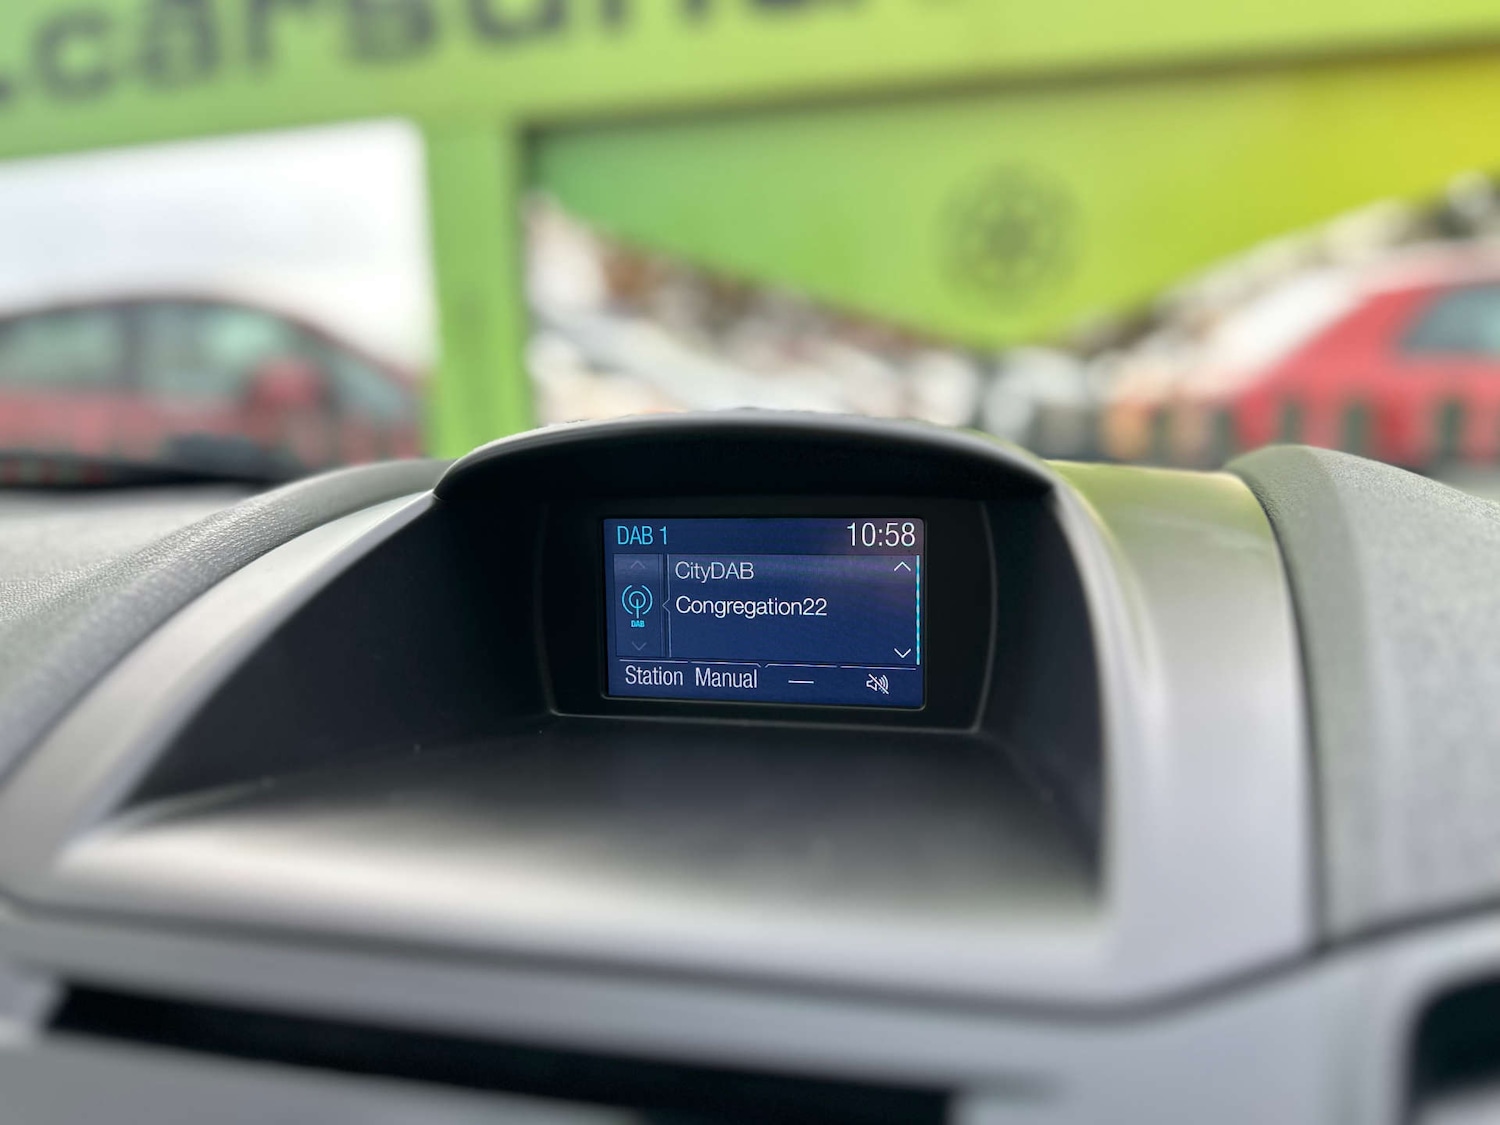 DAB 1 10:58
CityDAB
DAB
Congregation22
Station Manual —